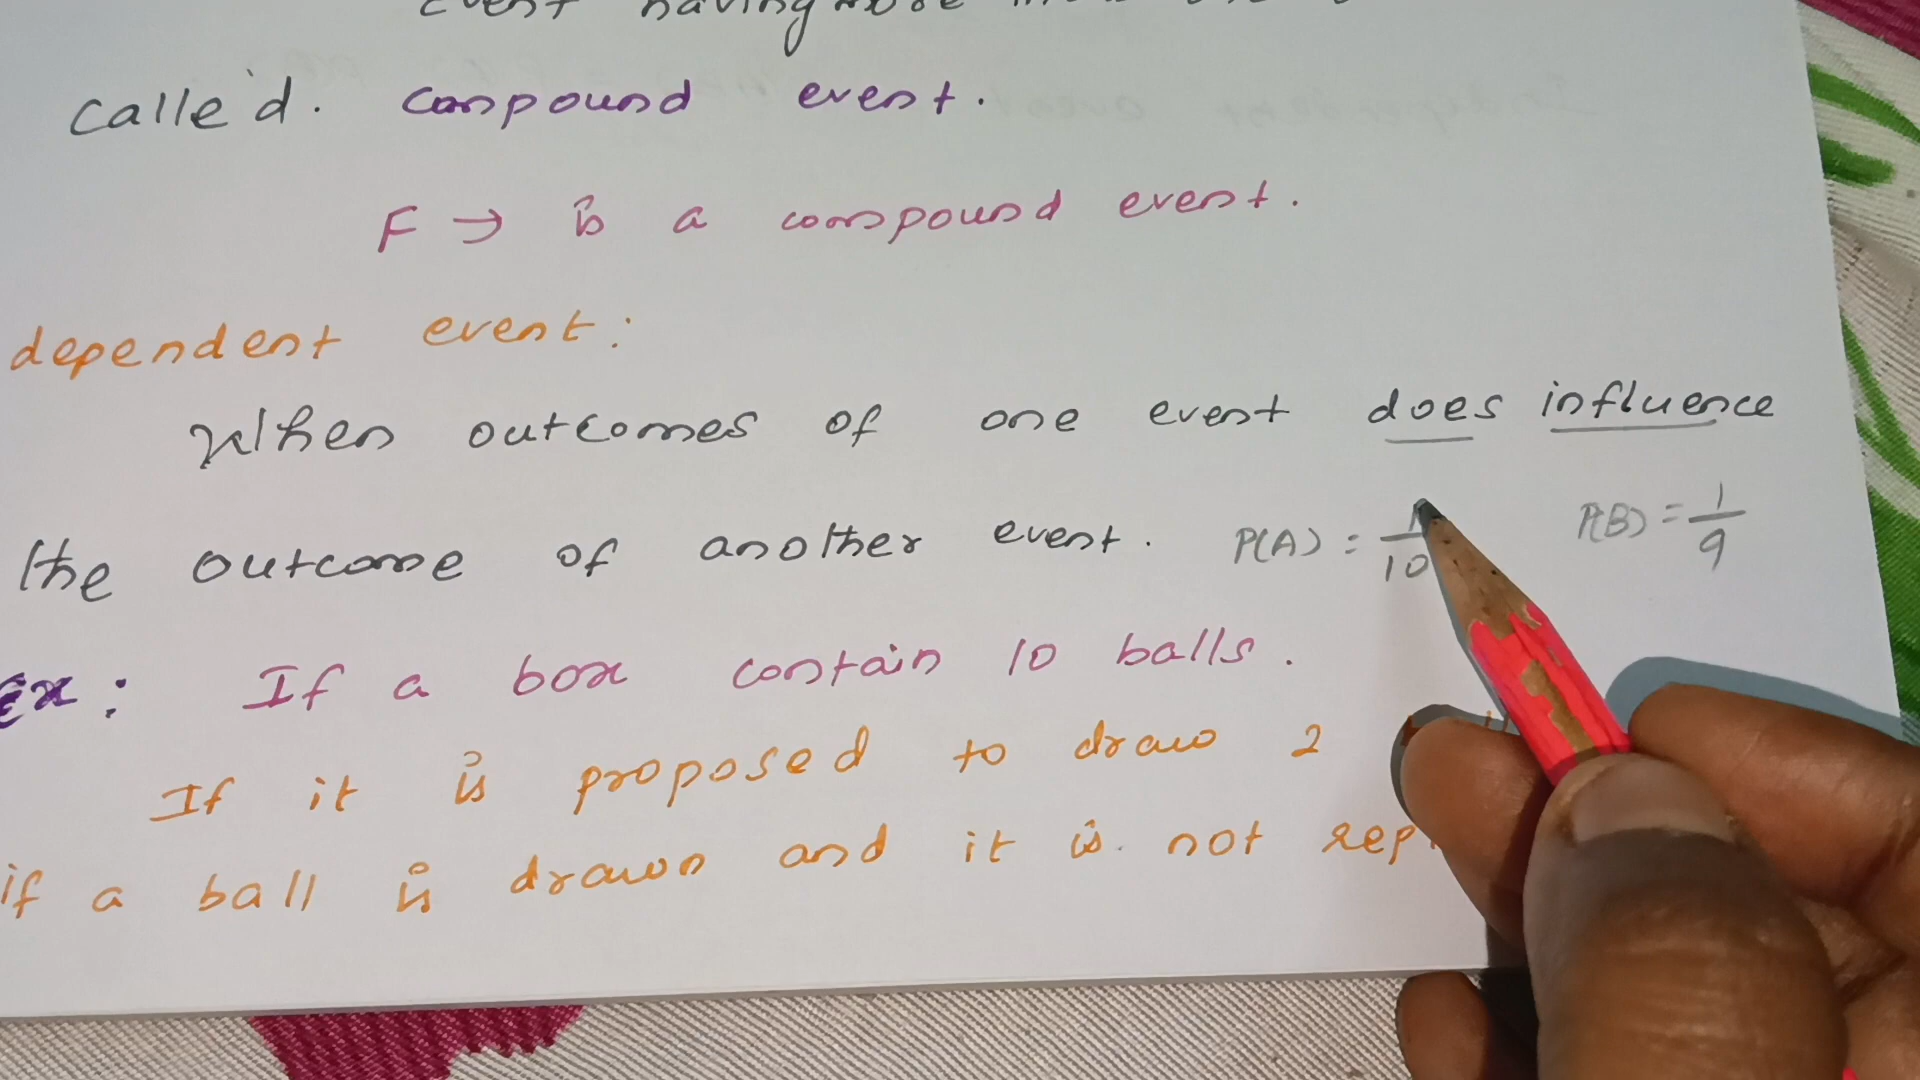 event having
called. compound event.
F → is a compound event.
dependent event:
When outcomes of one event does influence
the outcome of another event. P(A) = 1/10 P(B) = 1/9
Ex: If a box contain 10 balls.
If it is proposed to draw 2
if a ball is drawn and it is. not rep